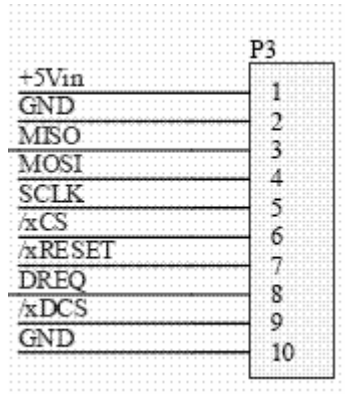 P3
+5Vin 1
GND 2
MISO 3
MOSI 4
SCLK 5
/xCS 6
/xRESET 7
DREQ 8
/xDCS 9
GND 10